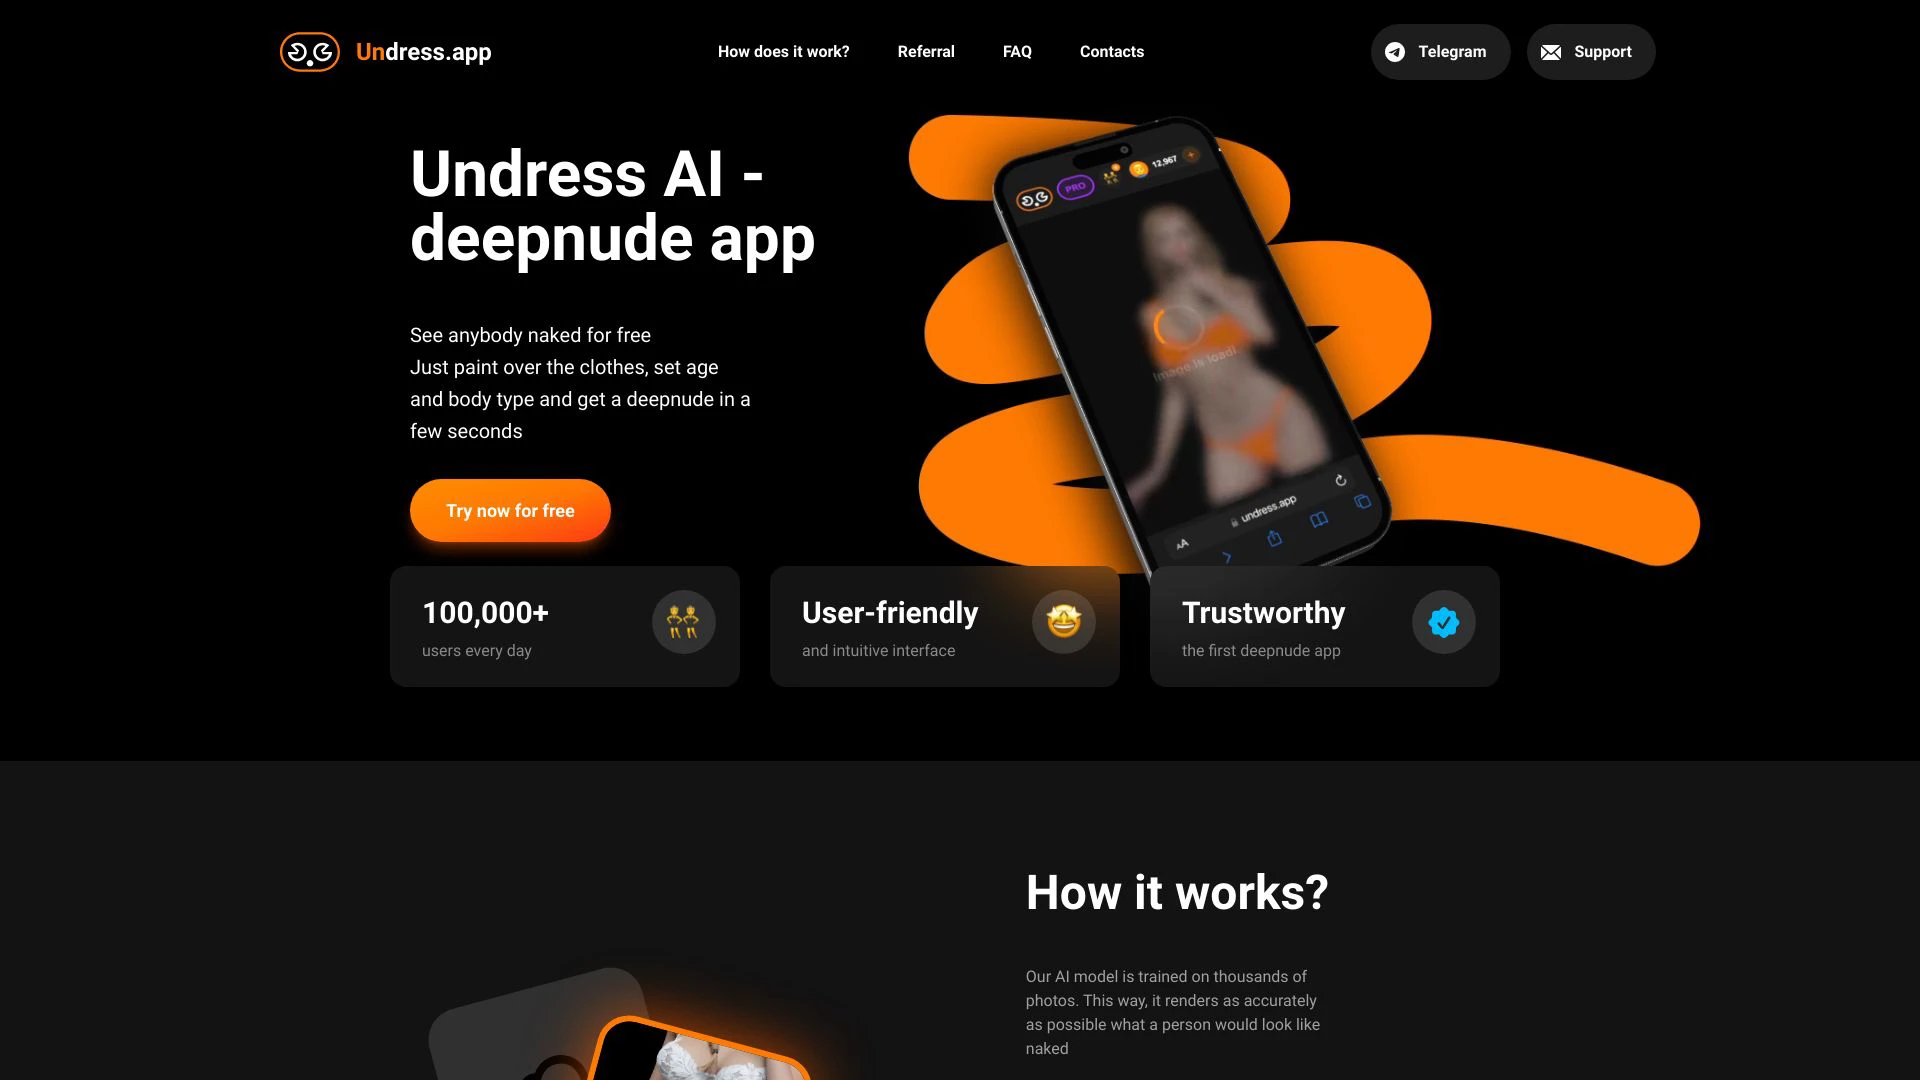 Undress.app
How does it work?
Referral
FAQ
Contacts
Telegram
Support
Undress AI -
deepnude app
See anybody naked for free
Just paint over the clothes, set age
and body type and get a deepnude in a
few seconds
Try now for free
PRO
12,967
Image is loadi
AA
undress.app
100,000+
users every day
User-friendly
and intuitive interface
Trustworthy
the first deepnude app
How it works?
Our AI model is trained on thousands of
photos. This way, it renders as accurately
as possible what a person would look like
naked